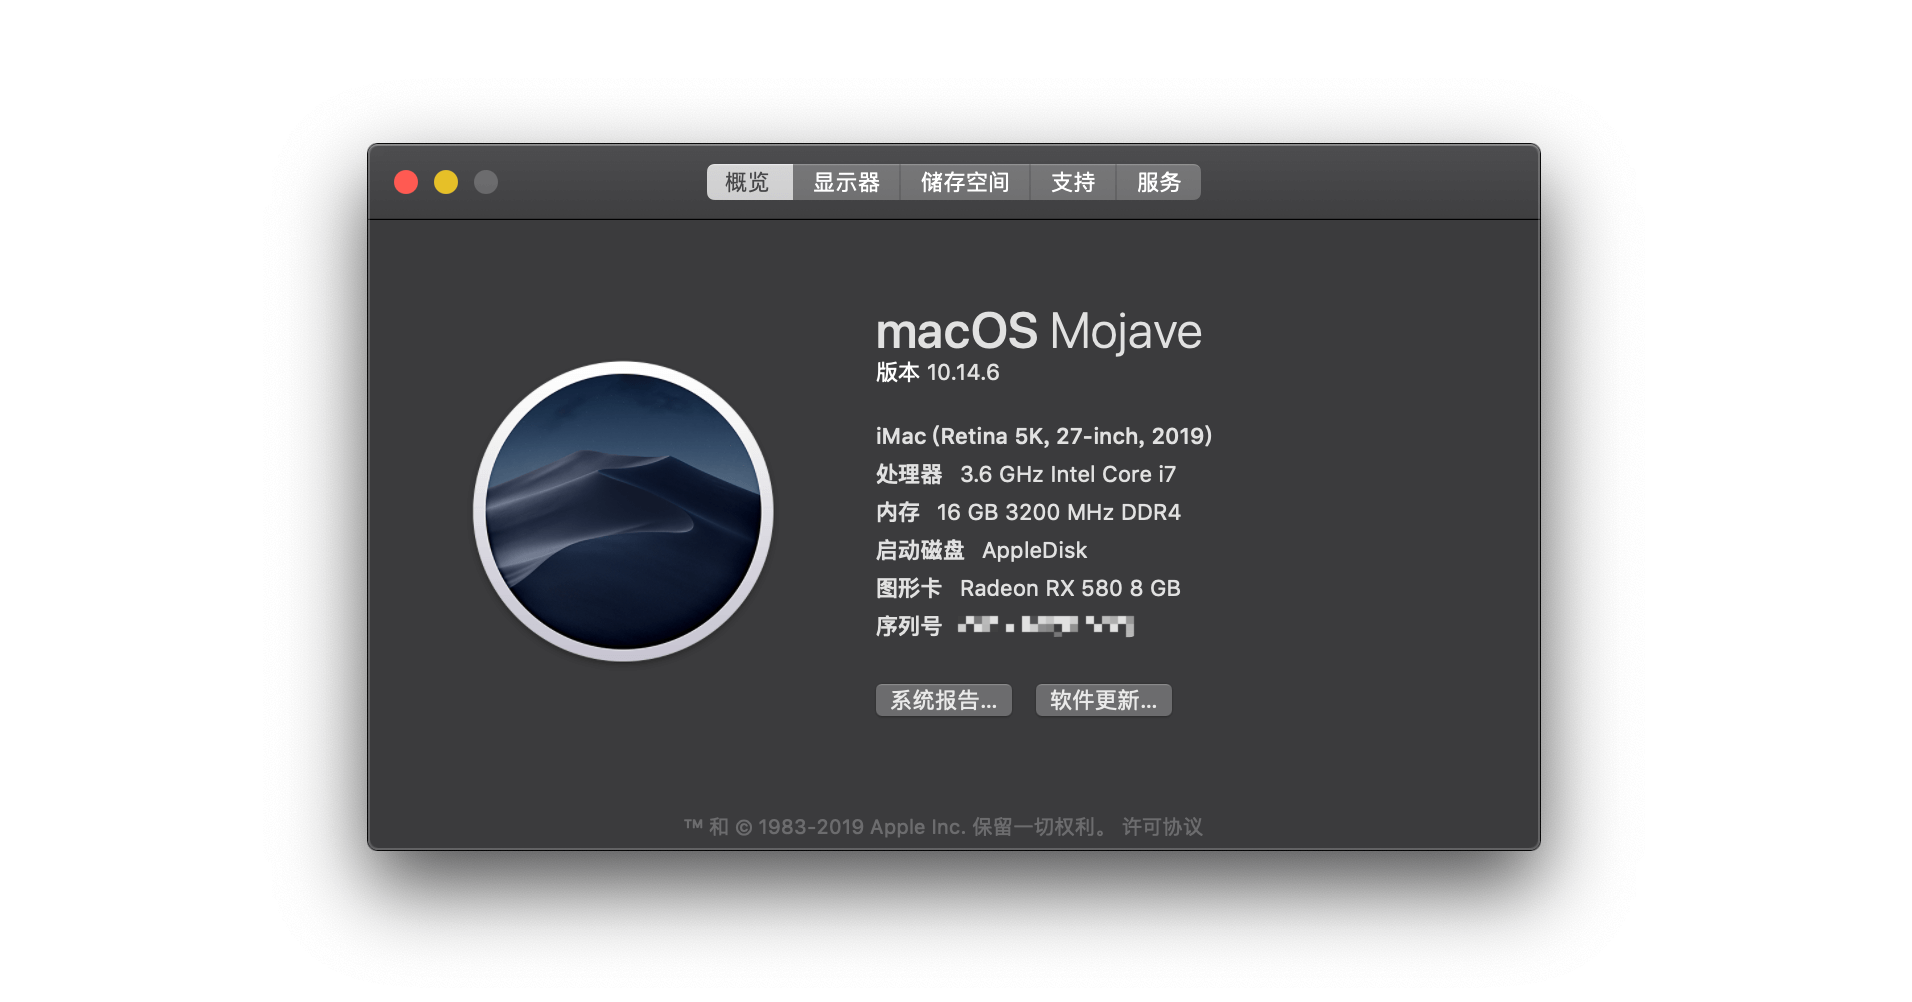 概览 显示器 储存空间 支持 服务
macOS Mojave
版本 10.14.6
iMac (Retina 5K, 27-inch, 2019)
处理器 3.6 GHz Intel Core i7
内存 16 GB 3200 MHz DDR4
启动磁盘 AppleDisk
图形卡 Radeon RX 580 8 GB
序列号
系统报告... 软件更新...
™ 和 © 1983-2019 Apple Inc. 保留一切权利。 许可协议